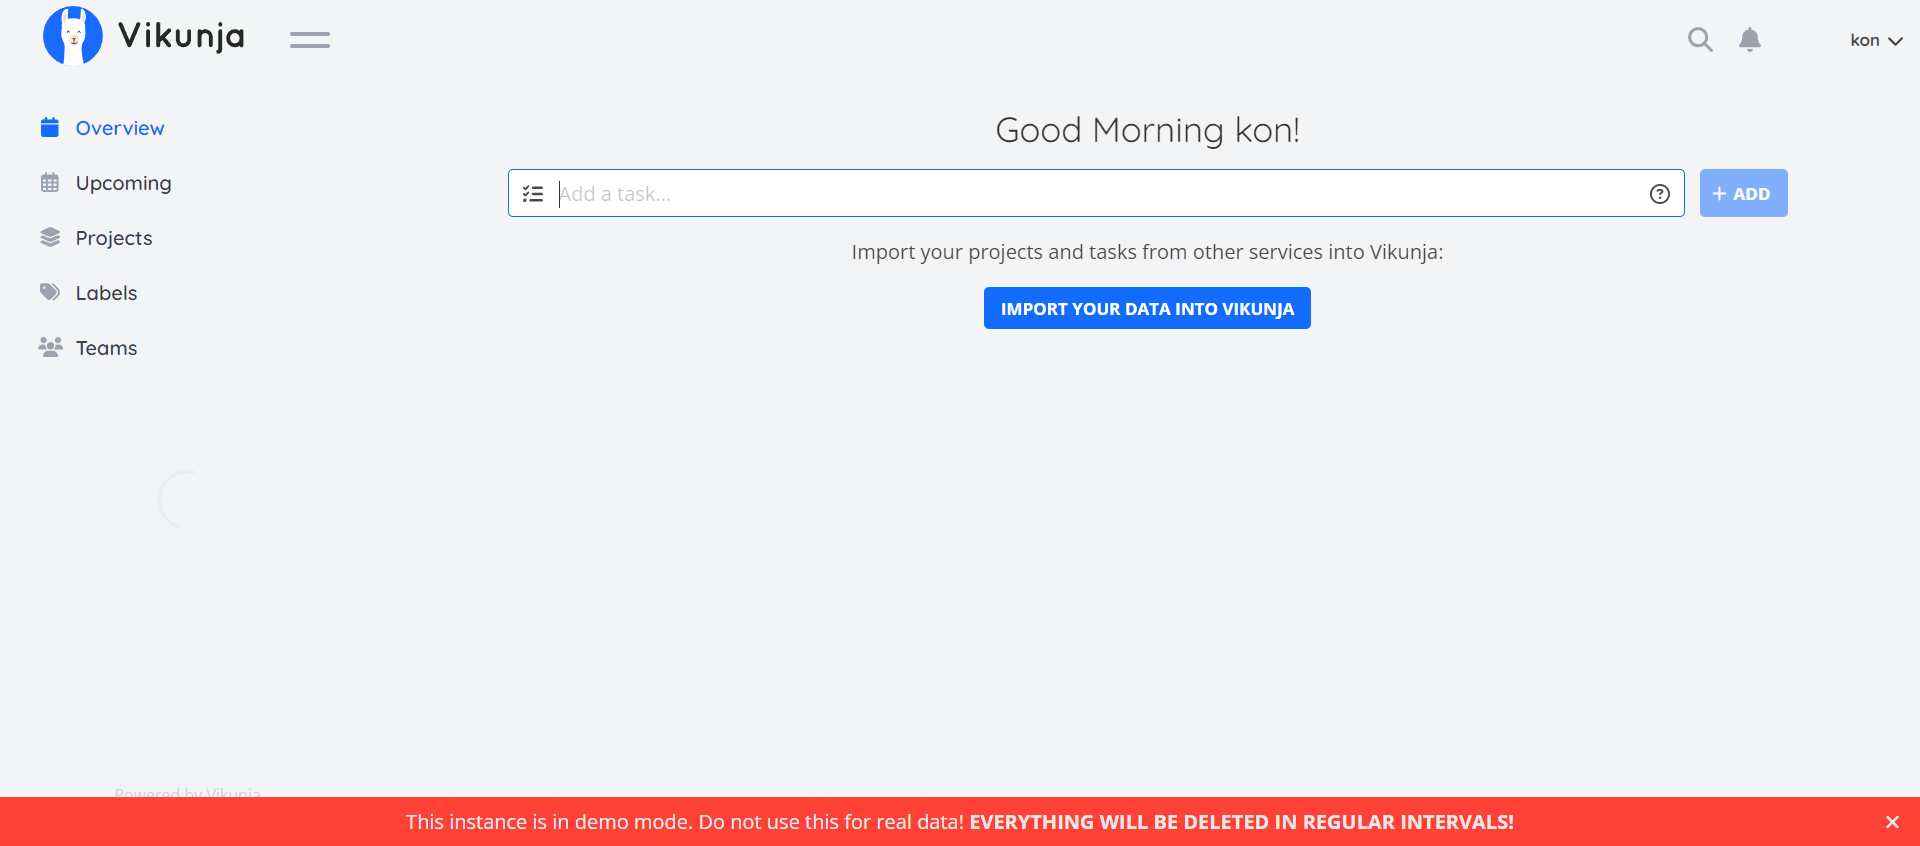 Vikunja
kon
Overview
Upcoming
Projects
Labels
Teams
Good Morning kon!
Add a task...
+ ADD
Import your projects and tasks from other services into Vikunja:
IMPORT YOUR DATA INTO VIKUNJA
Powered by Vikunja
This instance is in demo mode. Do not use this for real data! EVERYTHING WILL BE DELETED IN REGULAR INTERVALS!